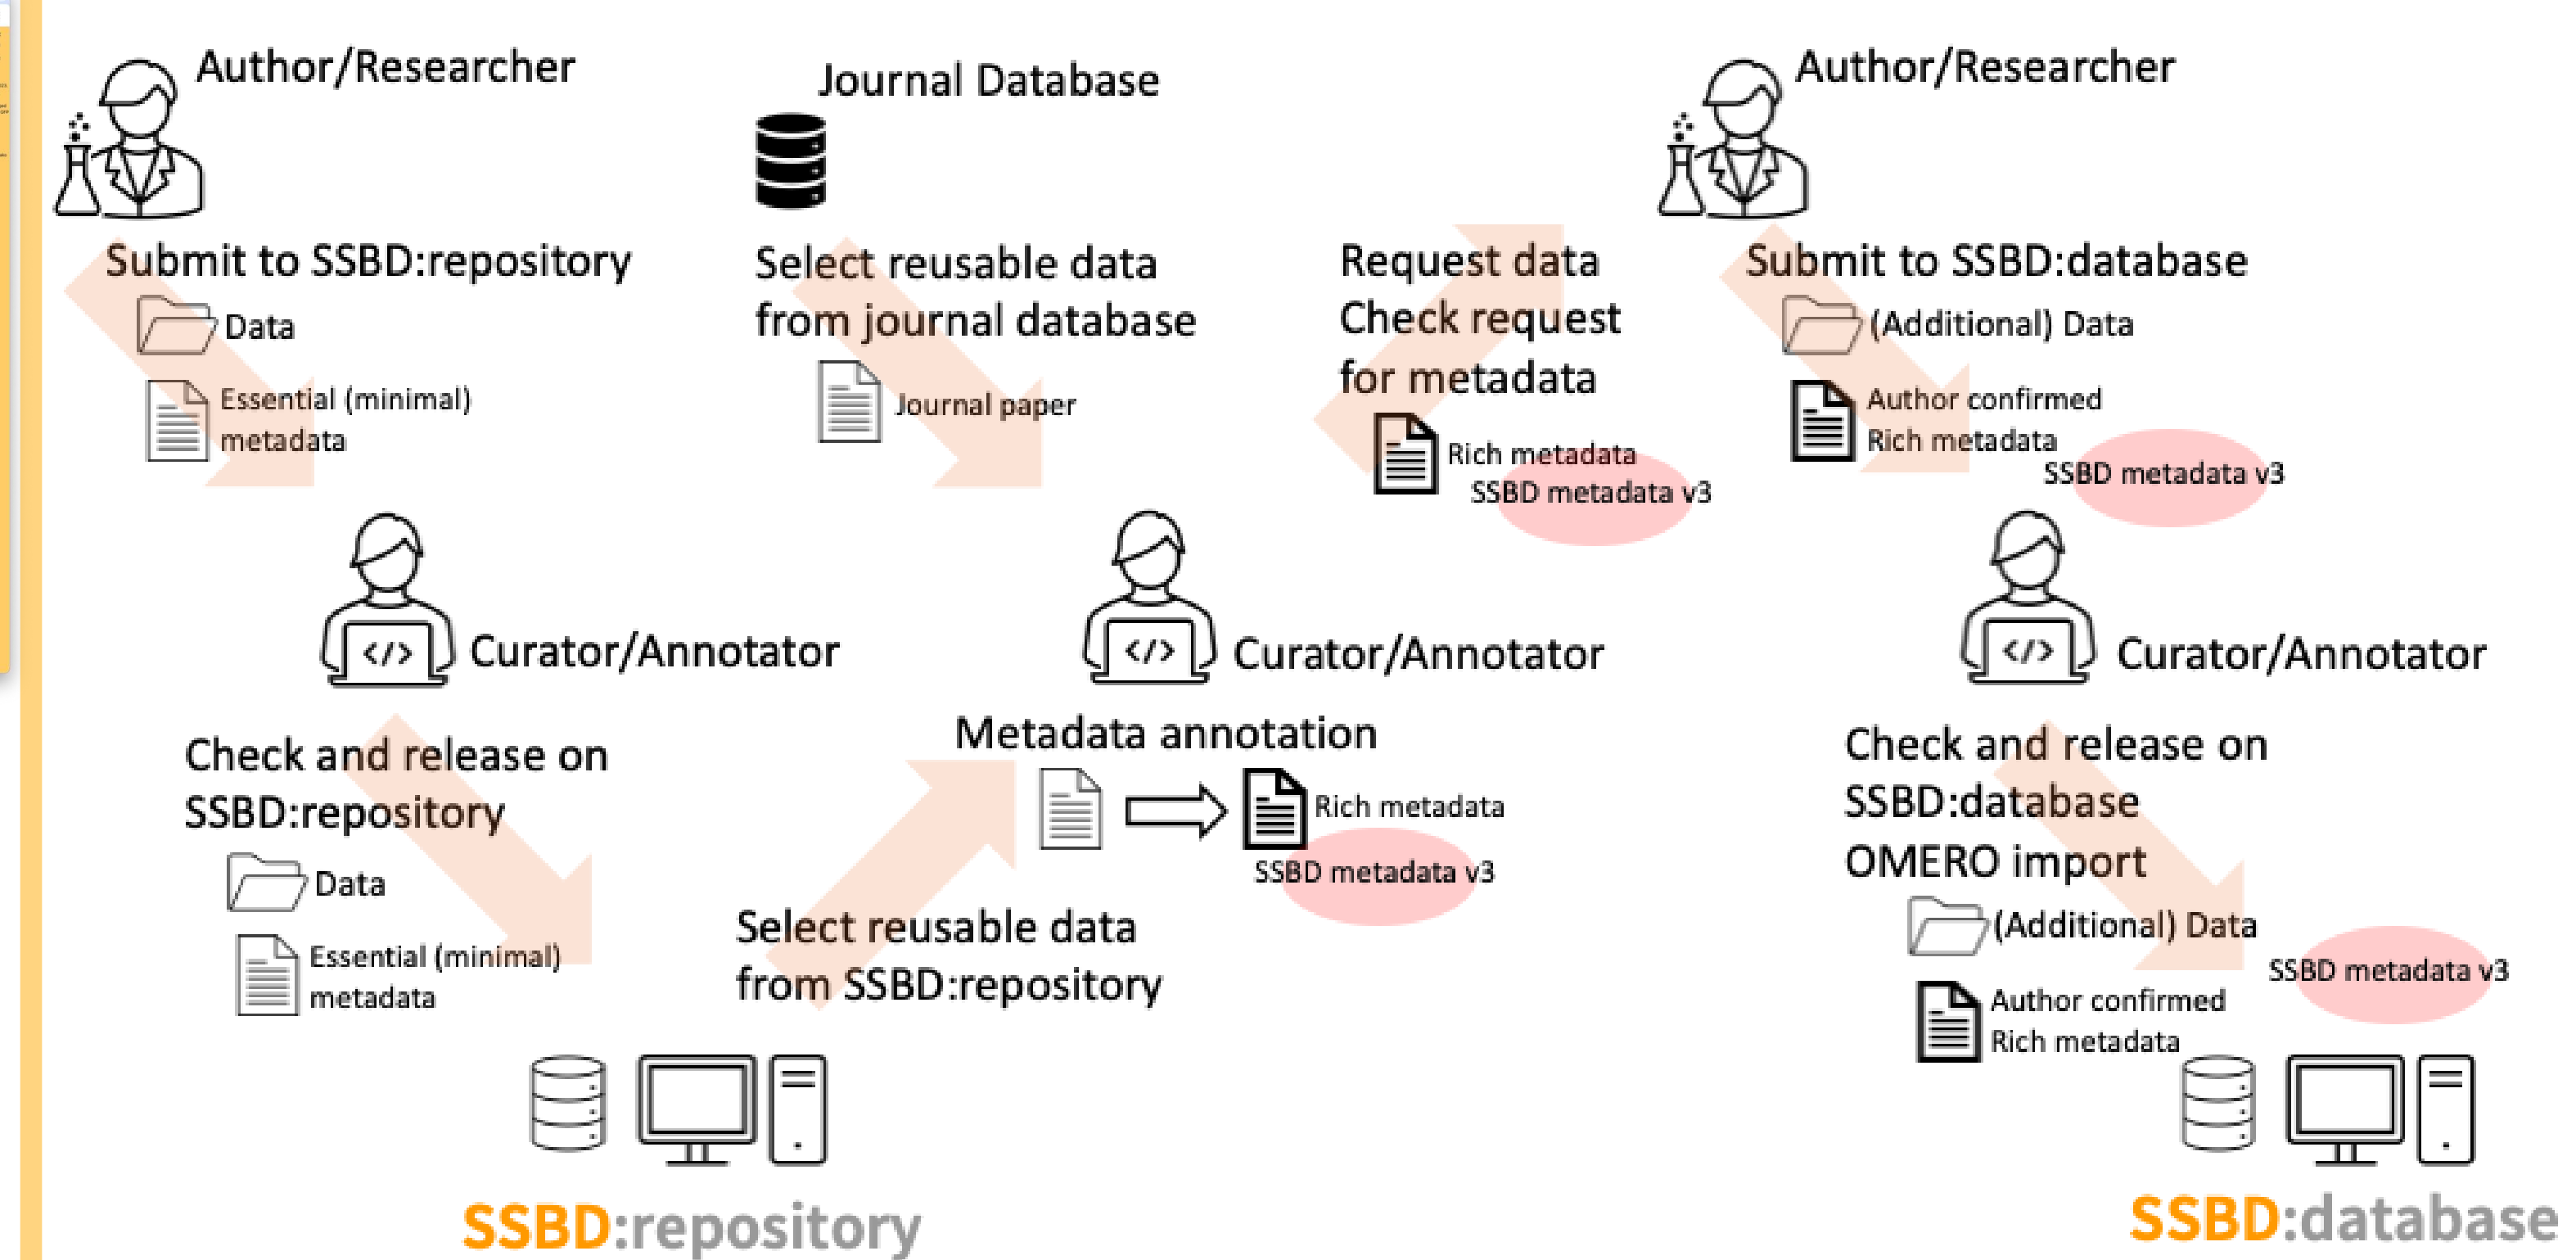 Author/Researcher
Submit to SSBD:repository
Data
Essential (minimal)
metadata
</>
Curator/Annotator
Check and release on
SSBD:repository
Data
Essential (minimal)
metadata
SSBD:repository
Journal Database
Select reusable data
from journal database
Journal paper
Select reusable data
from SSBD:repository
</>
Curator/Annotator
Metadata annotation
Rich metadata
SSBD metadata v3
Request data
Check request
for metadata
Rich metadata
SSBD metadata v3
Author/Researcher
Submit to SSBD:database
(Additional) Data
Author confirmed
Rich metadata
SSBD metadata v3
</>
Curator/Annotator
Check and release on
SSBD:database
OMERO import
(Additional) Data
SSBD metadata v3
Author confirmed
Rich metadata
SSBD:database